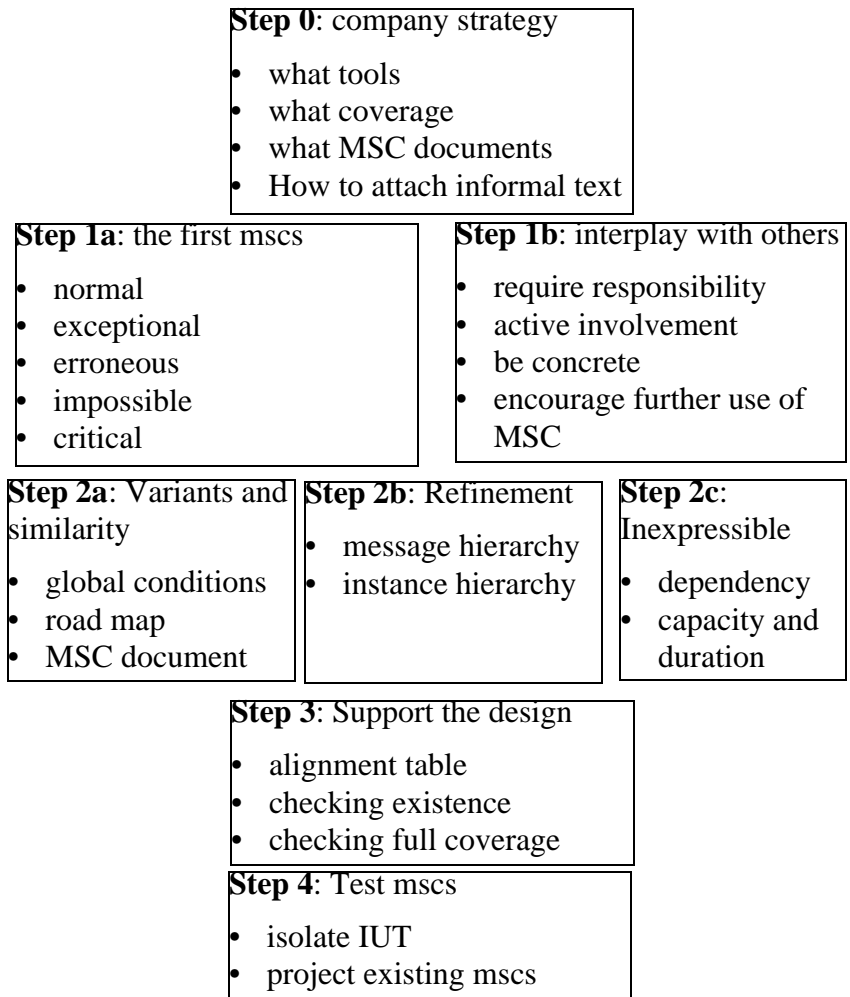 Step 0: company strategy
• what tools
• what coverage
• what MSC documents
• How to attach informal text
Step 1a: the first mscs
• normal
• exceptional
• erroneous
• impossible
• critical
Step 1b: interplay with others
• require responsibility
• active involvement
• be concrete
• encourage further use of
MSC
Step 2a: Variants and
similarity
• global conditions
• road map
• MSC document
Step 2b: Refinement
• message hierarchy
• instance hierarchy
Step 2c:
Inexpressible
• dependency
• capacity and
duration
Step 3: Support the design
• alignment table
• checking existence
• checking full coverage
Step 4: Test mscs
• isolate IUT
• project existing mscs